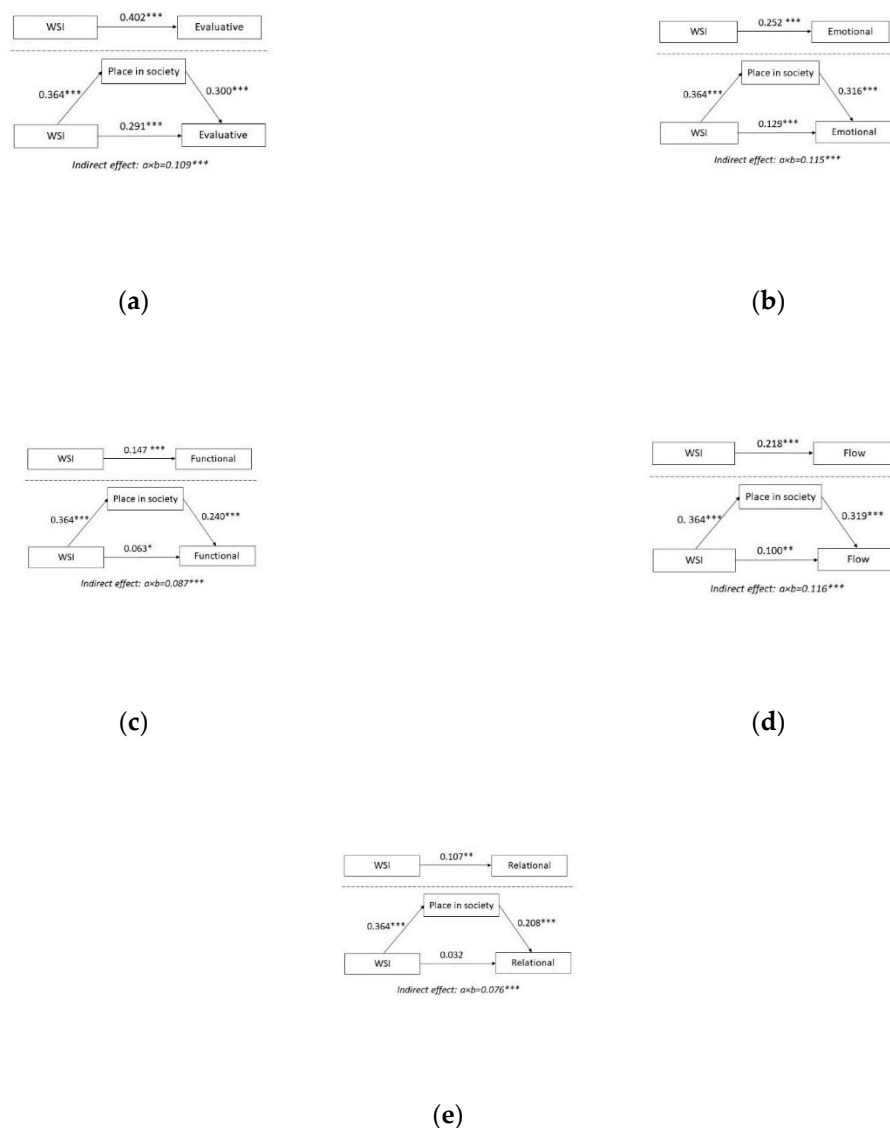 0.402***
WSI Evaluative
Place in society
0.364*** 0.300***
0.291***
WSI Evaluative
Indirect effect: a×b=0.109***
(a)
0.252 ***
WSI Emotional
Place in society
0.364*** 0.316***
0.129***
WSI Emotional
Indirect effect: a×b=0.115***
(b)
0.147 ***
WSI Functional
Place in society
0.364*** 0.240***
0.063*
WSI Functional
Indirect effect: a×b=0.087***
(c)
0.218***
WSI Flow
Place in society
0. 364*** 0.319***
0.100**
WSI Flow
Indirect effect: a×b=0.116***
(d)
0.107**
WSI Relational
Place in society
0.364*** 0.208***
0.032
WSI Relational
Indirect effect: a×b=0.076***
(e)